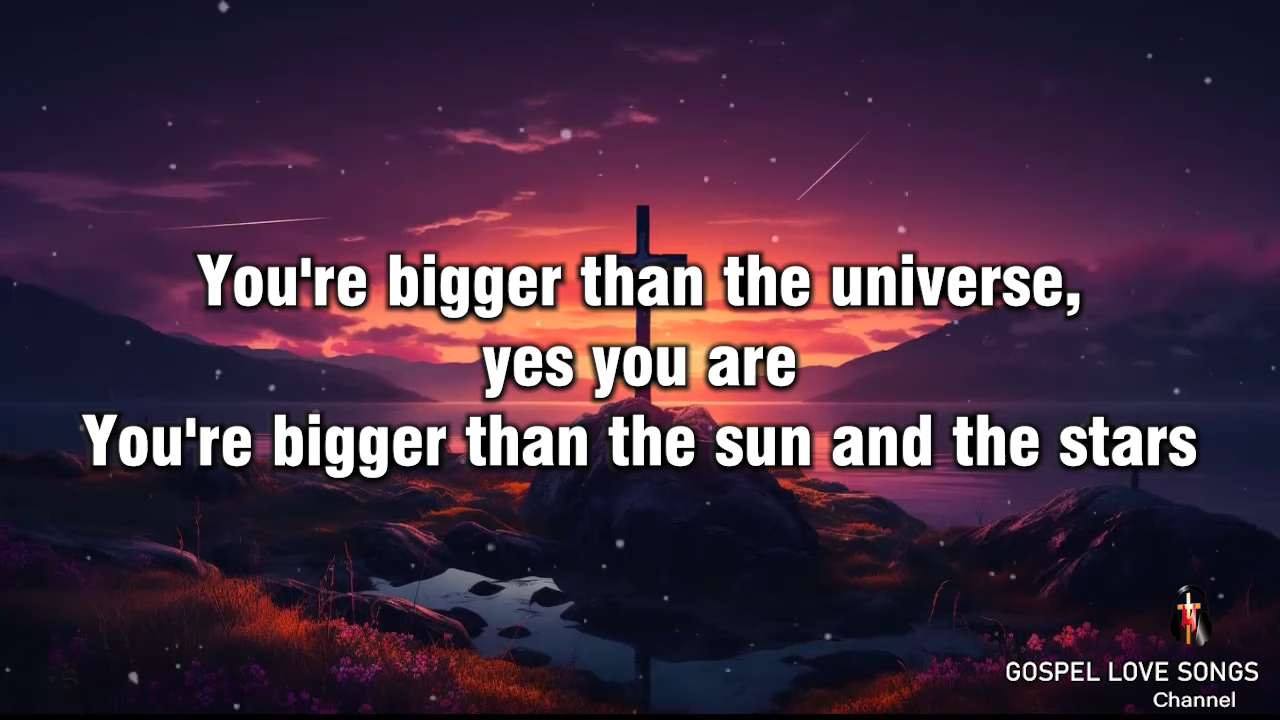 You're bigger than the universe,
yes you are
You're bigger than the sun and the stars
GOSPEL LOVE SONGS
Channel